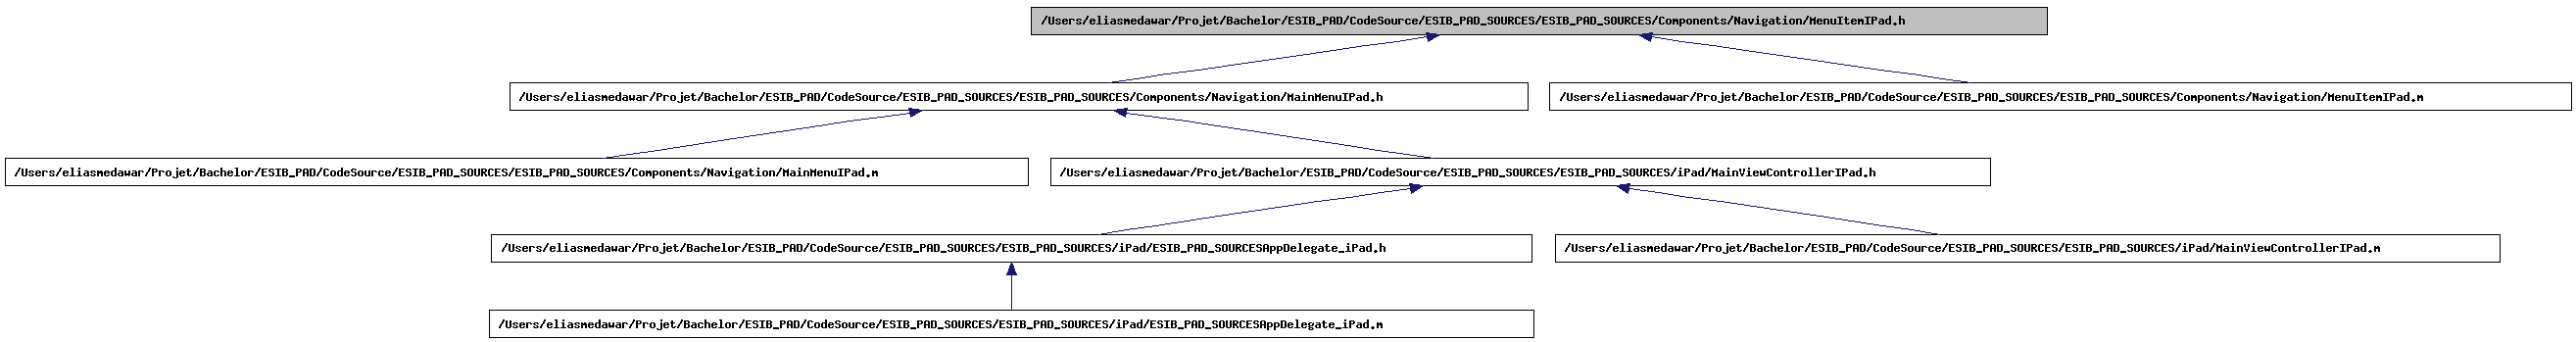 /Users/eliasmedawar/Projet/Bachelor/ESIB_PAD/CodeSource/ESIB_PAD_SOURCES/ESIB_PAD_SOURCES/Components/Navigation/MenuItemIPad.h
/Users/eliasmedawar/Projet/Bachelor/ESIB_PAD/CodeSource/ESIB_PAD_SOURCES/ESIB_PAD_SOURCES/Components/Navigation/MainMenuIPad.h
/Users/eliasmedawar/Projet/Bachelor/ESIB_PAD/CodeSource/ESIB_PAD_SOURCES/ESIB_PAD_SOURCES/Components/Navigation/MenuItemIPad.m
/Users/eliasmedawar/Projet/Bachelor/ESIB_PAD/CodeSource/ESIB_PAD_SOURCES/ESIB_PAD_SOURCES/Components/Navigation/MainMenuIPad.m
/Users/eliasmedawar/Projet/Bachelor/ESIB_PAD/CodeSource/ESIB_PAD_SOURCES/ESIB_PAD_SOURCES/iPad/MainViewControllerIPad.h
/Users/eliasmedawar/Projet/Bachelor/ESIB_PAD/CodeSource/ESIB_PAD_SOURCES/ESIB_PAD_SOURCES/iPad/ESIB_PAD_SOURCESAppDelegate_iPad.h
/Users/eliasmedawar/Projet/Bachelor/ESIB_PAD/CodeSource/ESIB_PAD_SOURCES/ESIB_PAD_SOURCES/iPad/MainViewControllerIPad.m
/Users/eliasmedawar/Projet/Bachelor/ESIB_PAD/CodeSource/ESIB_PAD_SOURCES/ESIB_PAD_SOURCES/iPad/ESIB_PAD_SOURCESAppDelegate_iPad.m